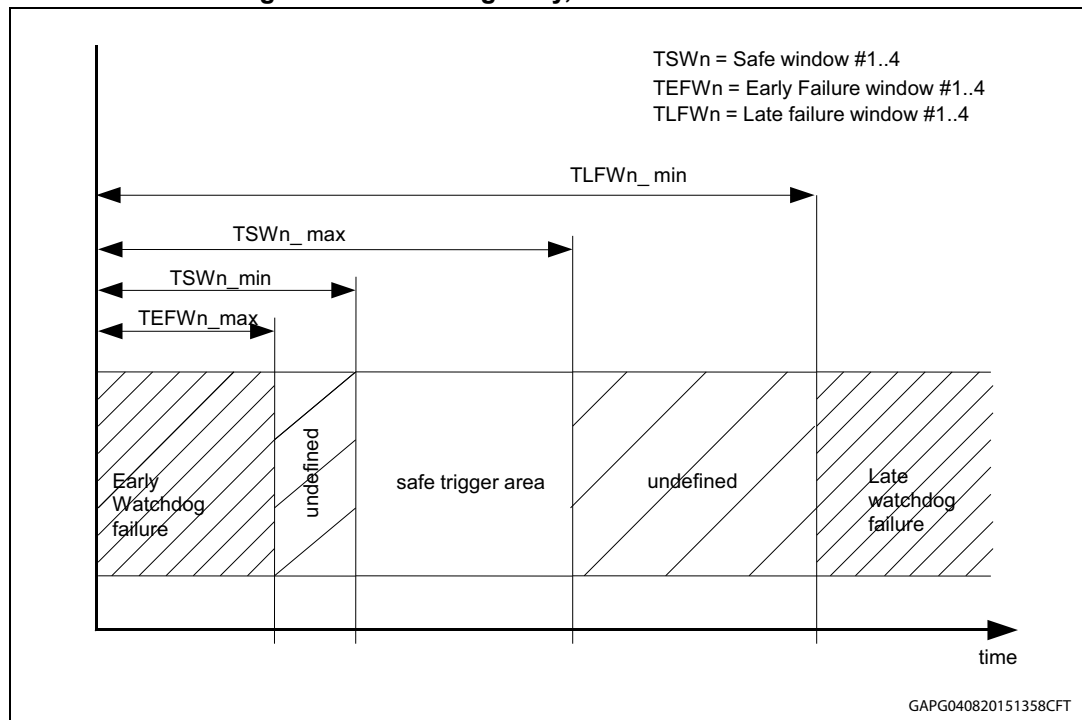 TSWn = Safe window #1..4
TEFWn = Early Failure window #1..4
TLFWn = Late failure window #1..4
TLFWn_ min
TSWn_ max
TSWn_min
TEFWn_max
Early
Watchdog
failure
undefined
safe trigger area
undefined
Late
watchdog
failure
time
GAPG040820151358CFT